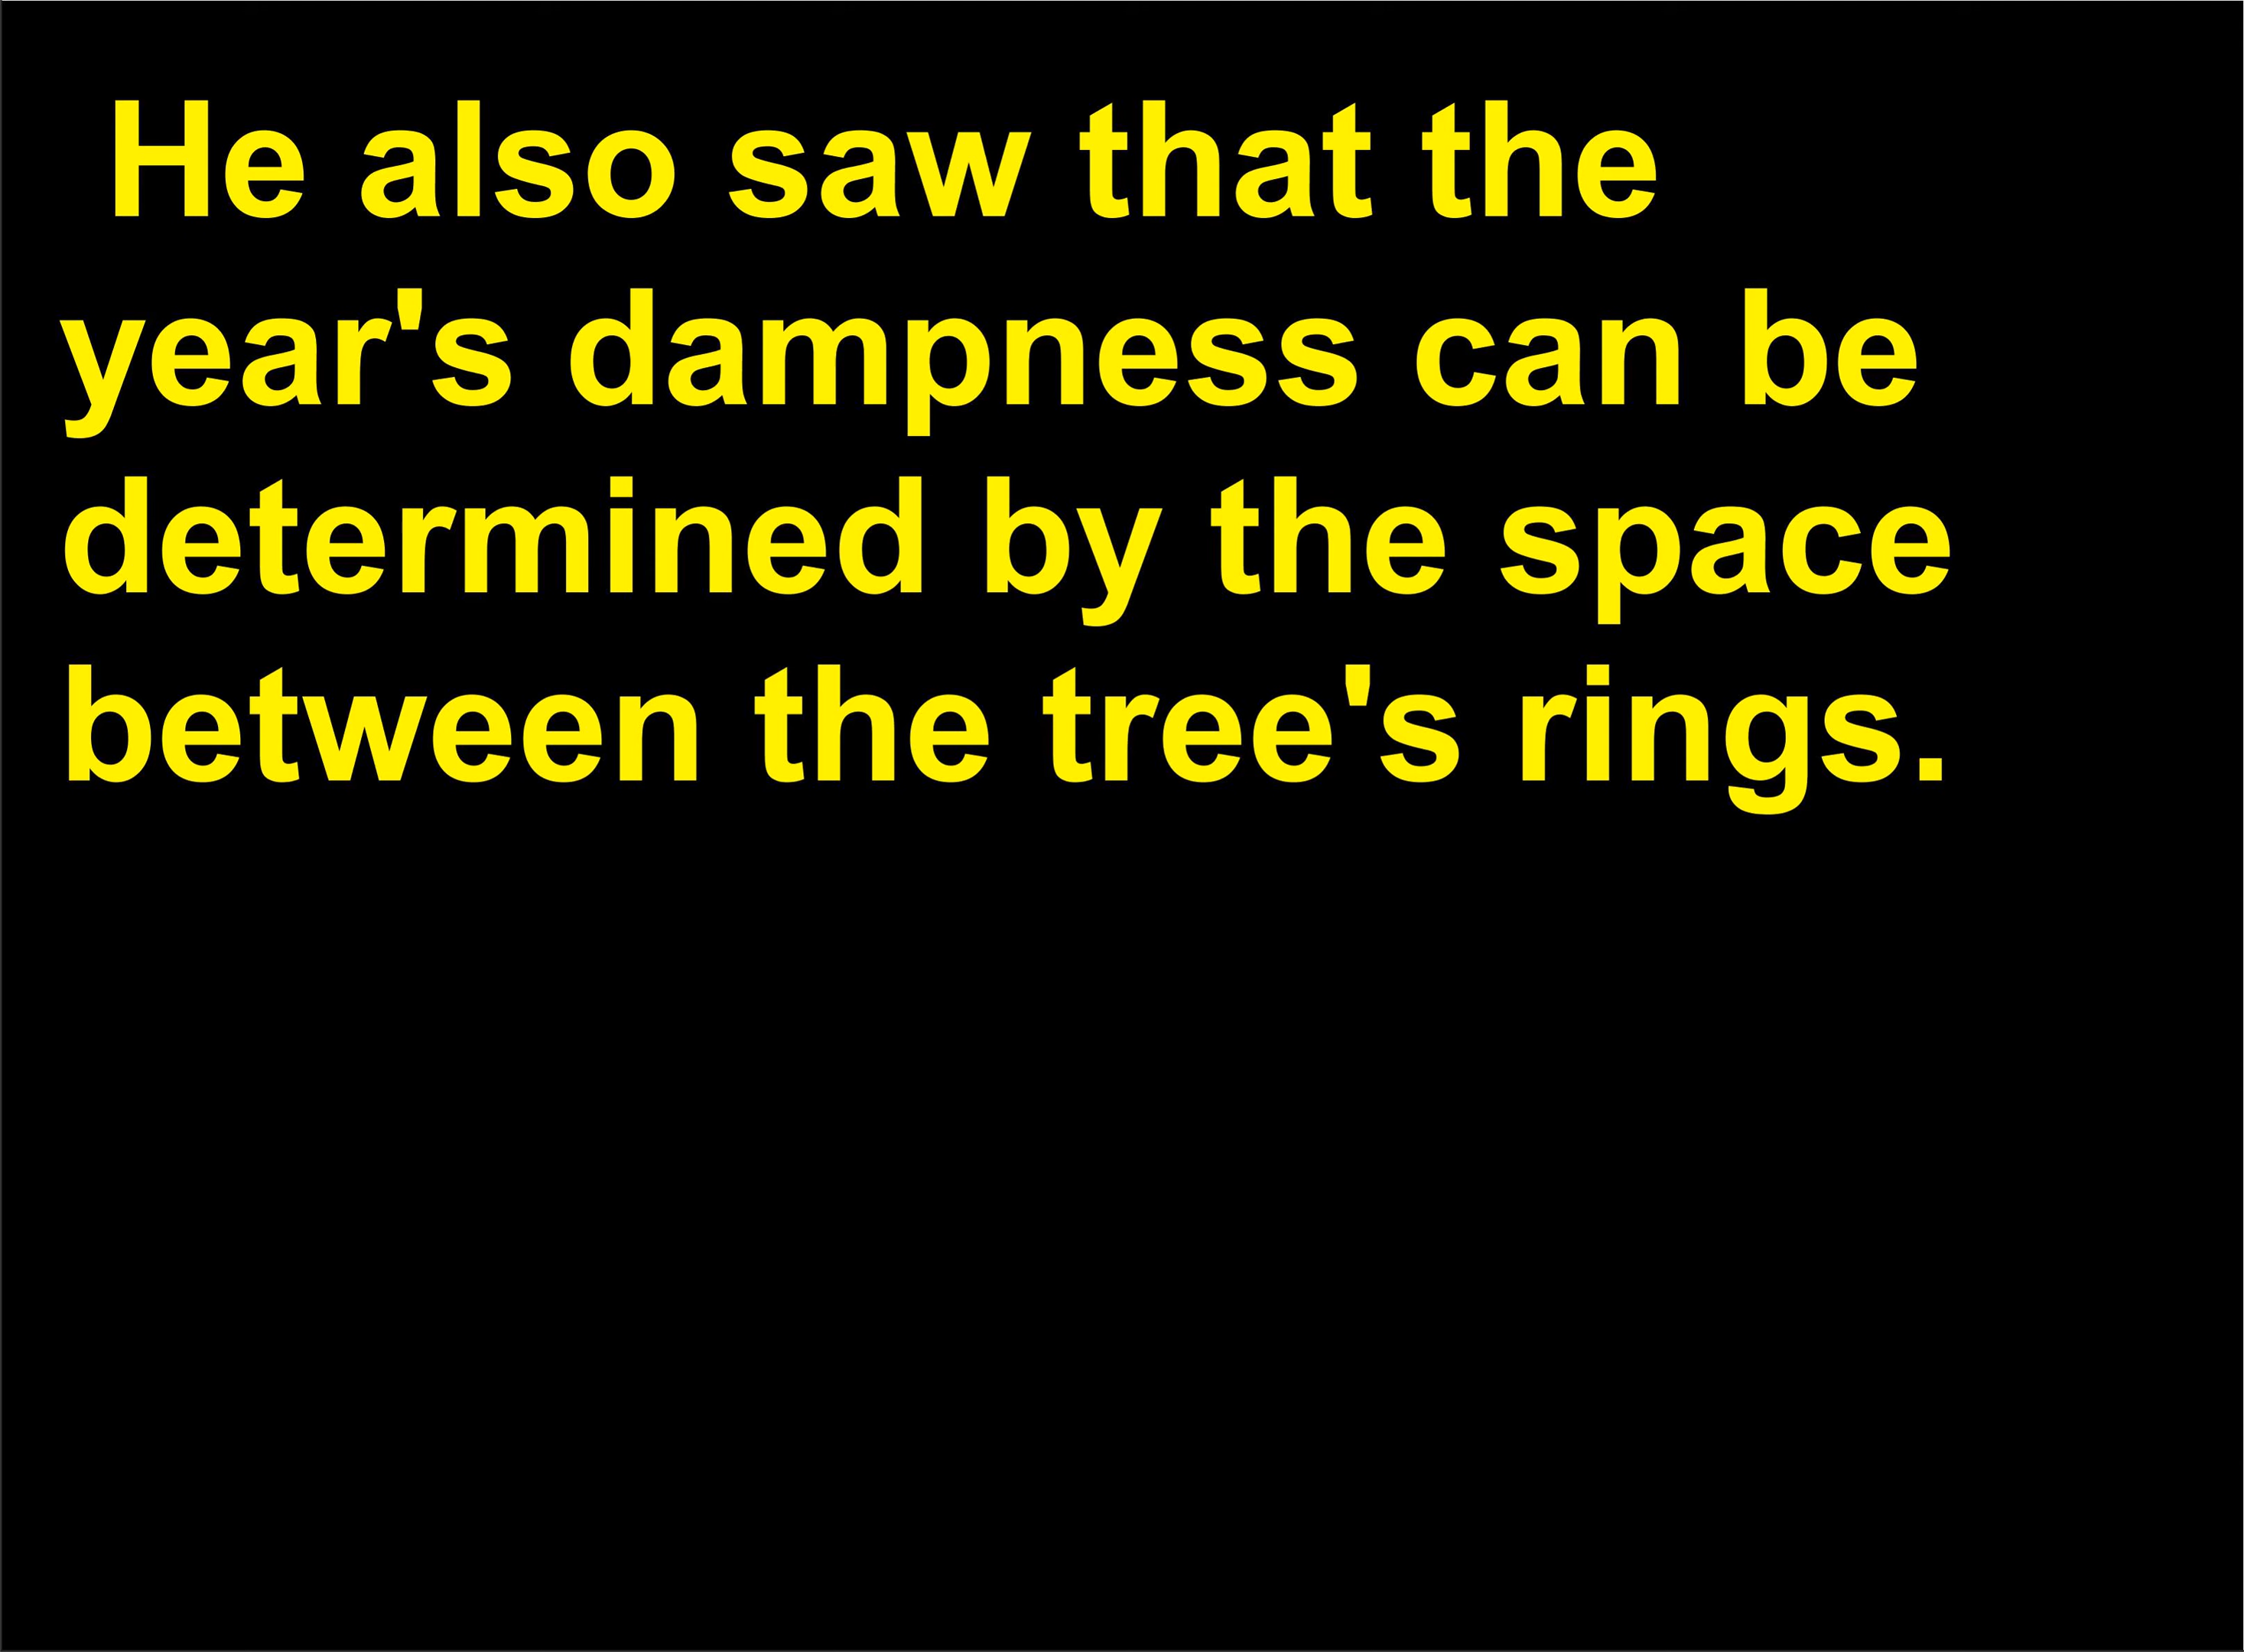 He also saw that the
year's dampness can be
determined by the space
between the tree's rings.